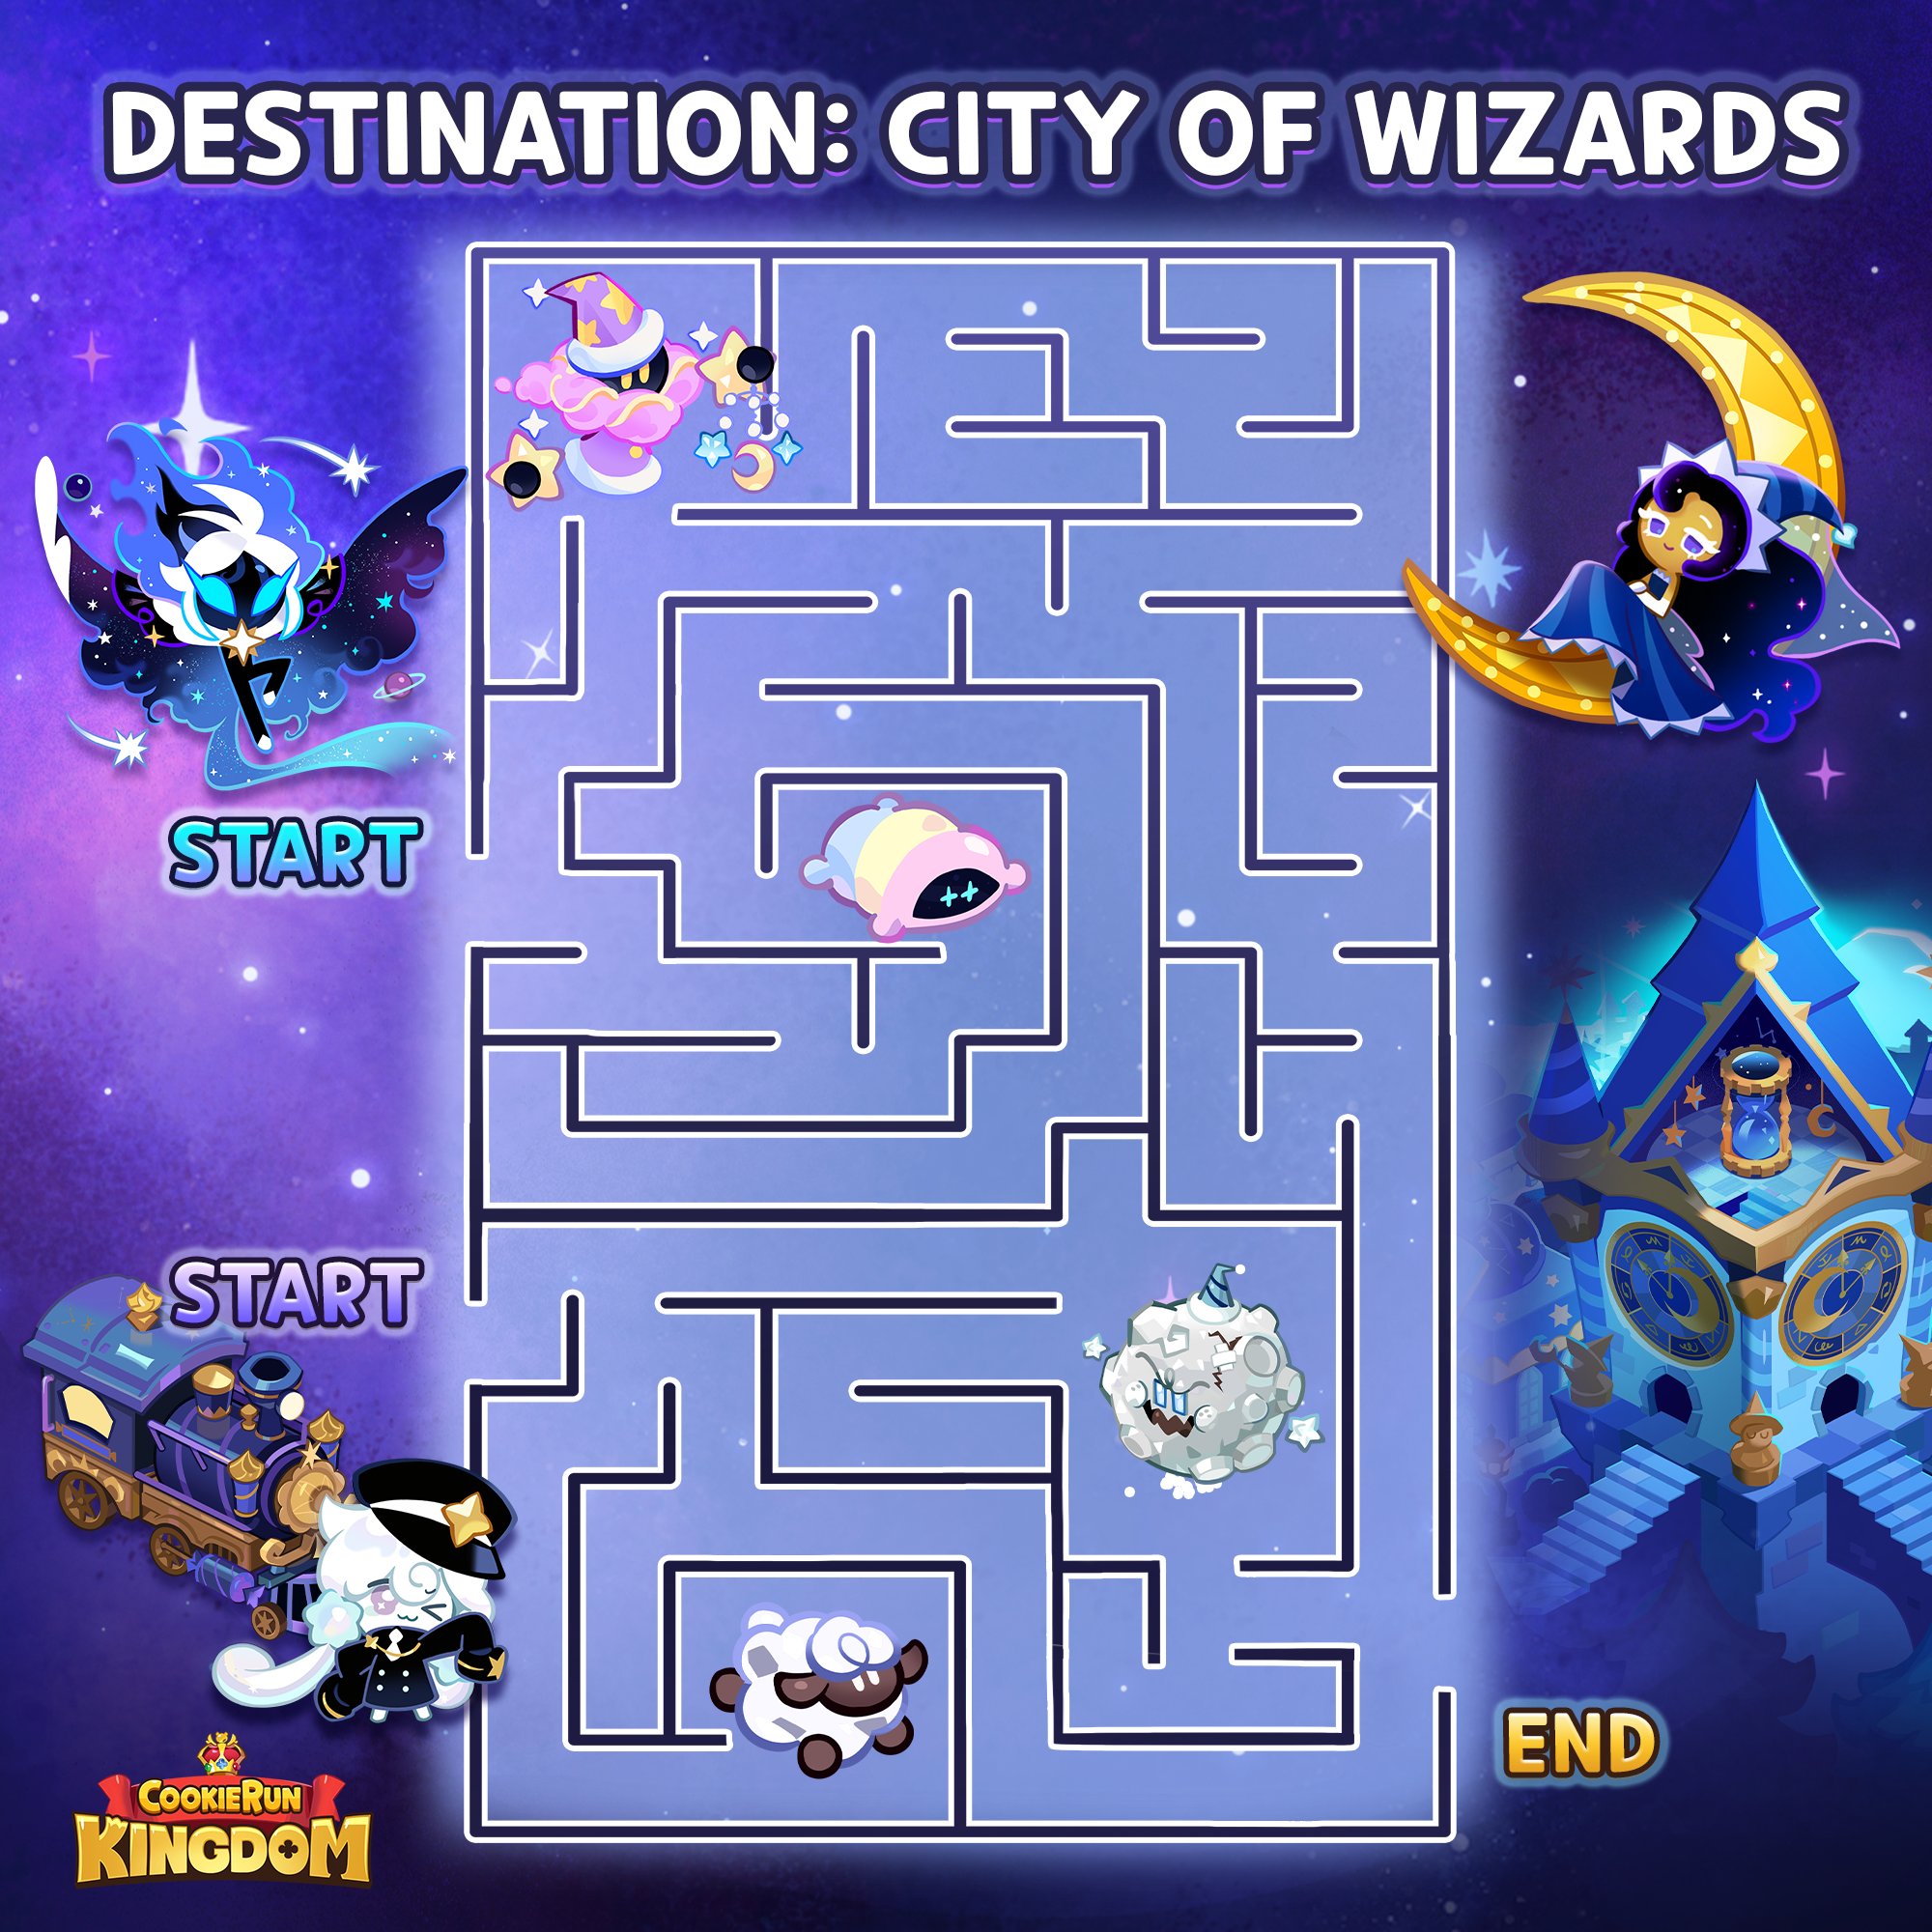 DESTINATION: CITY OF WIZARDS
START
START
END
COOKIERUN
KINGDOM